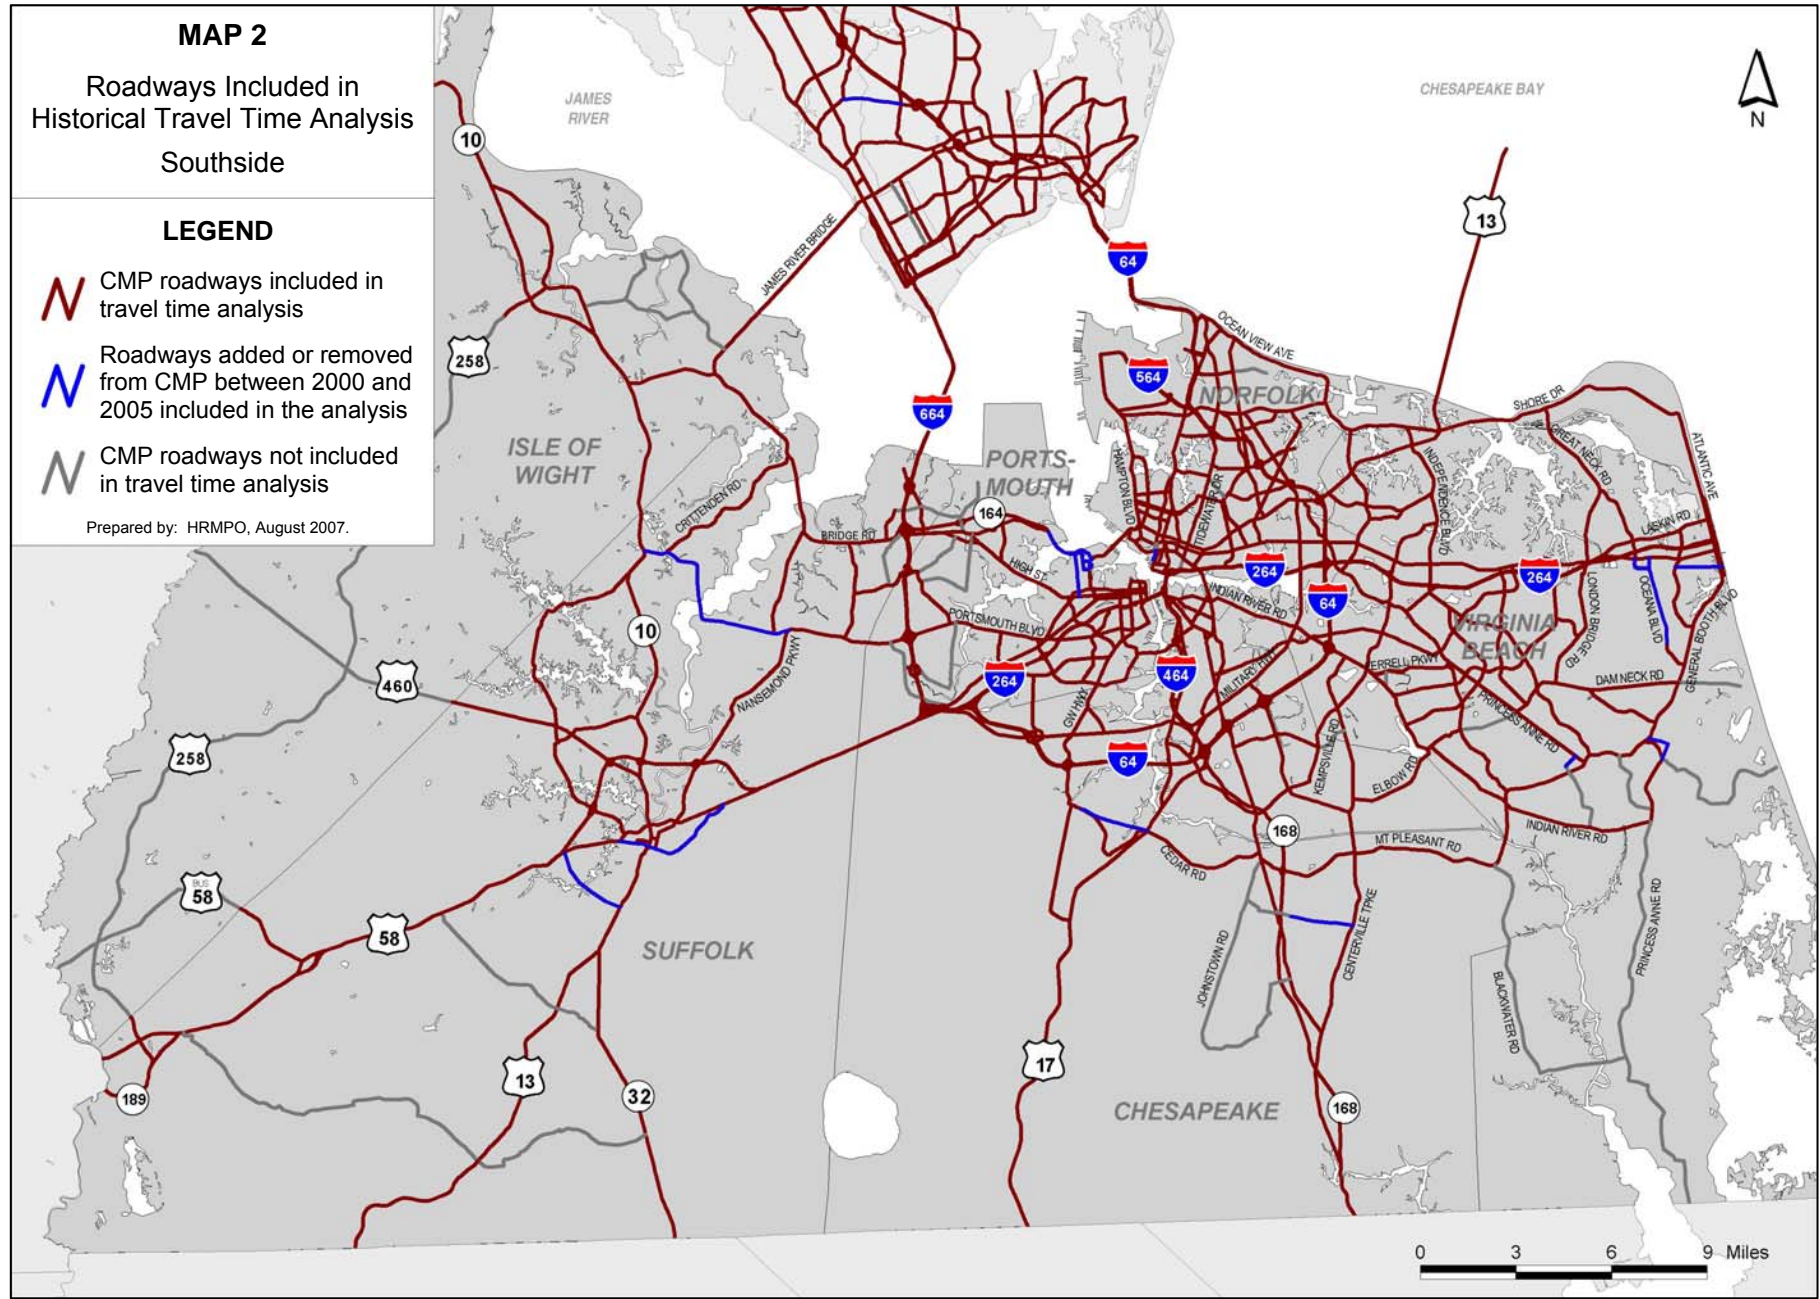 MAP 2
Roadways Included in
Historical Travel Time Analysis
Southside
LEGEND
CMP roadways included in
travel time analysis
Roadways added or removed
from CMP between 2000 and
2005 included in the analysis
CMP roadways not included
in travel time analysis
Prepared by: HRMPO, August 2007.
JAMES
RIVER
CHESAPEAKE BAY
N
10
13
JAMES RIVER BRIDGE
64
258
OCEAN VIEW AVE
564
NORFOLK
664
SHORE DR
GREAT NECK RD
ATLANTIC AVE
ISLE OF
WIGHT
PORTS-
MOUTH
HAMPTON BLVD
INDEPENDENCE BLVD
TIDEWATER DR
CRITTENDEN RD
164
LASKIN RD
BRIDGE RD
HIGH ST
264
264
64
INDIAN RIVER RD
LONDON BRIDGE RD
OCEANA BLVD
GENERAL BOOTH BLVD
PORTSMOUTH BLVD
10
VIRGINIA
BEACH
NANSEMOND PKWY
460
264
464
MILITARY HWY
FERRELL PKWY
DAM NECK RD
GW HWY
PRINCESS ANNE RD
258
64
KEMPSVILLE RD
ELBOW RD
168
INDIAN RIVER RD
MT PLEASANT RD
CEDAR RD
BUS
58
58
SUFFOLK
JOHNSTOWN RD
CENTERVILLE TPKE
PRINCESS ANNE RD
BLACKWATER RD
17
13
32
189
CHESAPEAKE
168
0 3 6 9 Miles